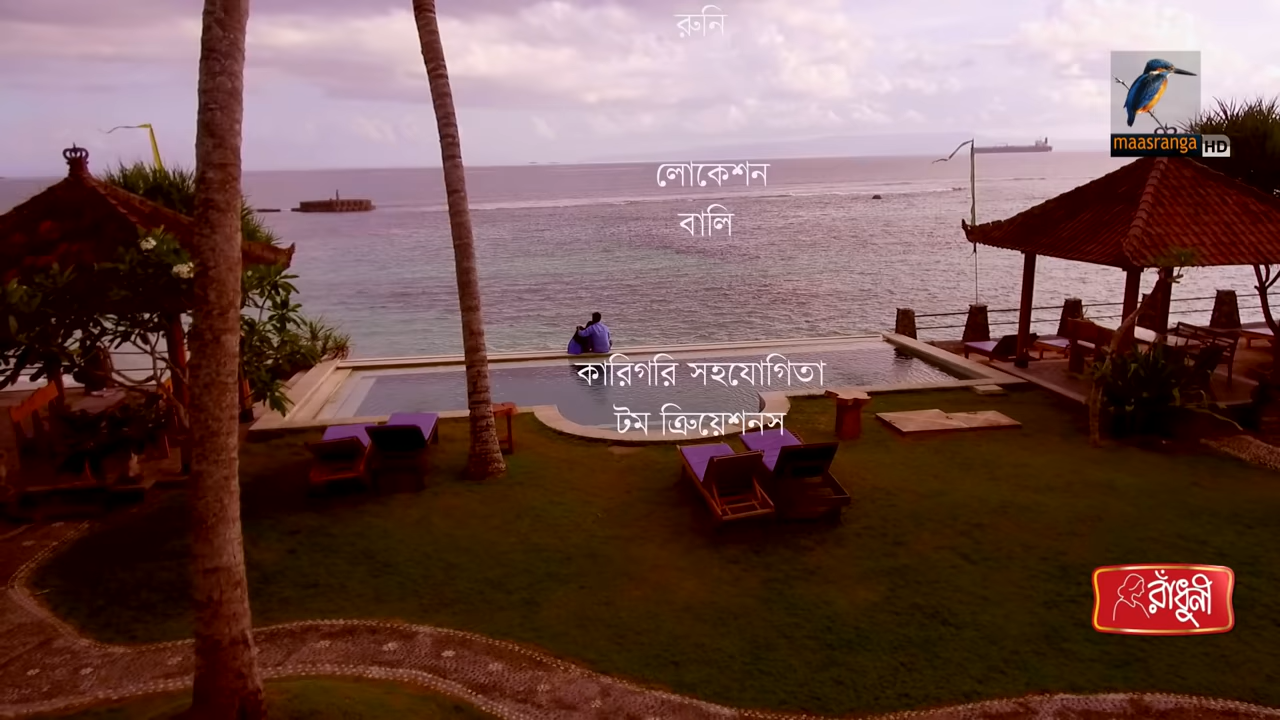 রুনি
maasranga HD
লোকেশন
বালি
কারিগরি সহযোগিতা
টম ক্রিয়েশনস
রাঁধুনী